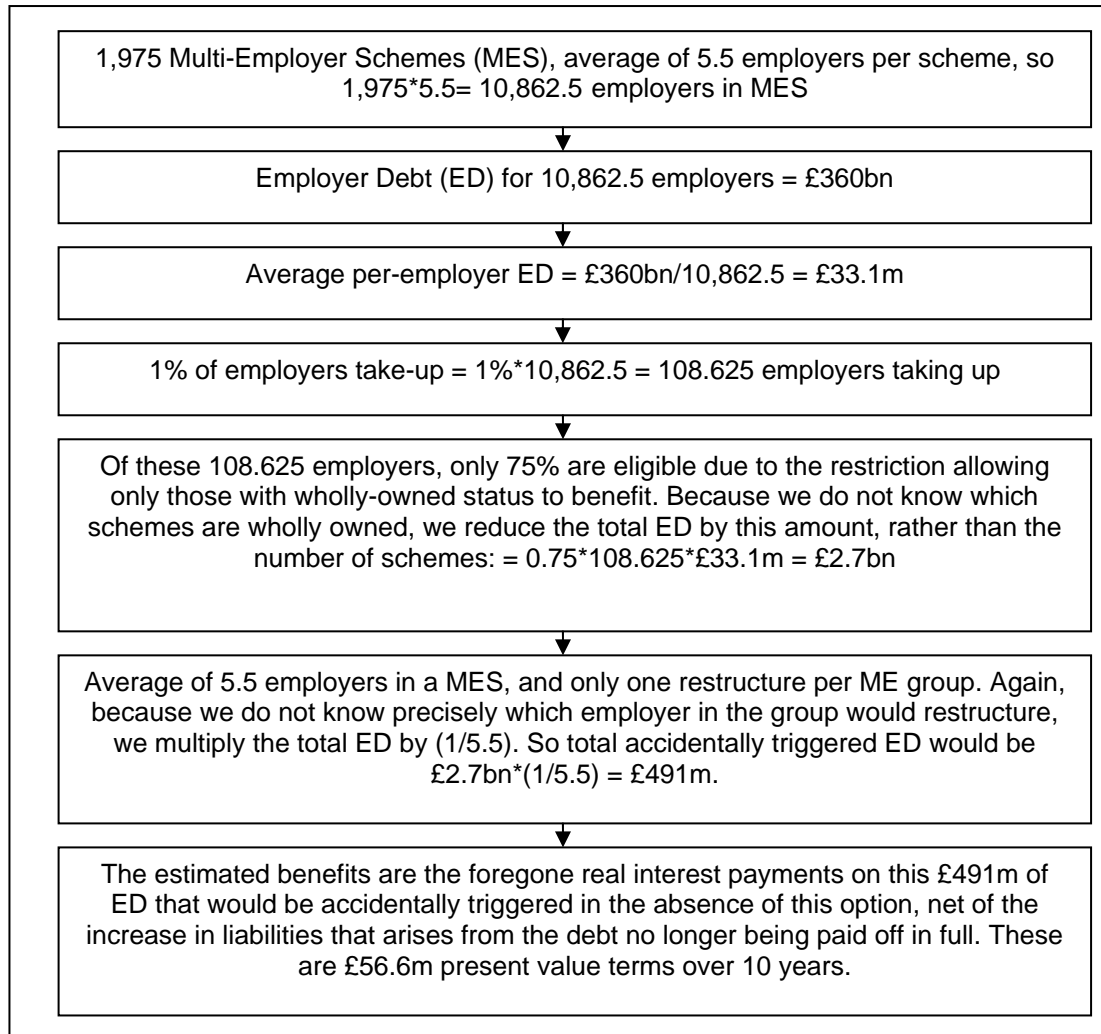 1,975 Multi-Employer Schemes (MES), average of 5.5 employers per scheme, so
1,975*5.5= 10,862.5 employers in MES
Employer Debt (ED) for 10,862.5 employers = £360bn
Average per-employer ED = £360bn/10,862.5 = £33.1m
1% of employers take-up = 1%*10,862.5 = 108.625 employers taking up
Of these 108.625 employers, only 75% are eligible due to the restriction allowing
only those with wholly-owned status to benefit. Because we do not know which
schemes are wholly owned, we reduce the total ED by this amount, rather than the
number of schemes: = 0.75*108.625*£33.1m = £2.7bn
Average of 5.5 employers in a MES, and only one restructure per ME group. Again,
because we do not know precisely which employer in the group would restructure,
we multiply the total ED by (1/5.5). So total accidentally triggered ED would be
£2.7bn*(1/5.5) = £491m.
The estimated benefits are the foregone real interest payments on this £491m of
ED that would be accidentally triggered in the absence of this option, net of the
increase in liabilities that arises from the debt no longer being paid off in full. These
are £56.6m present value terms over 10 years.